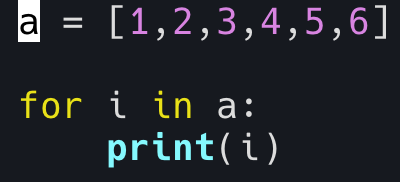 a = [1,2,3,4,5,6]
for i in a:
    print(i)